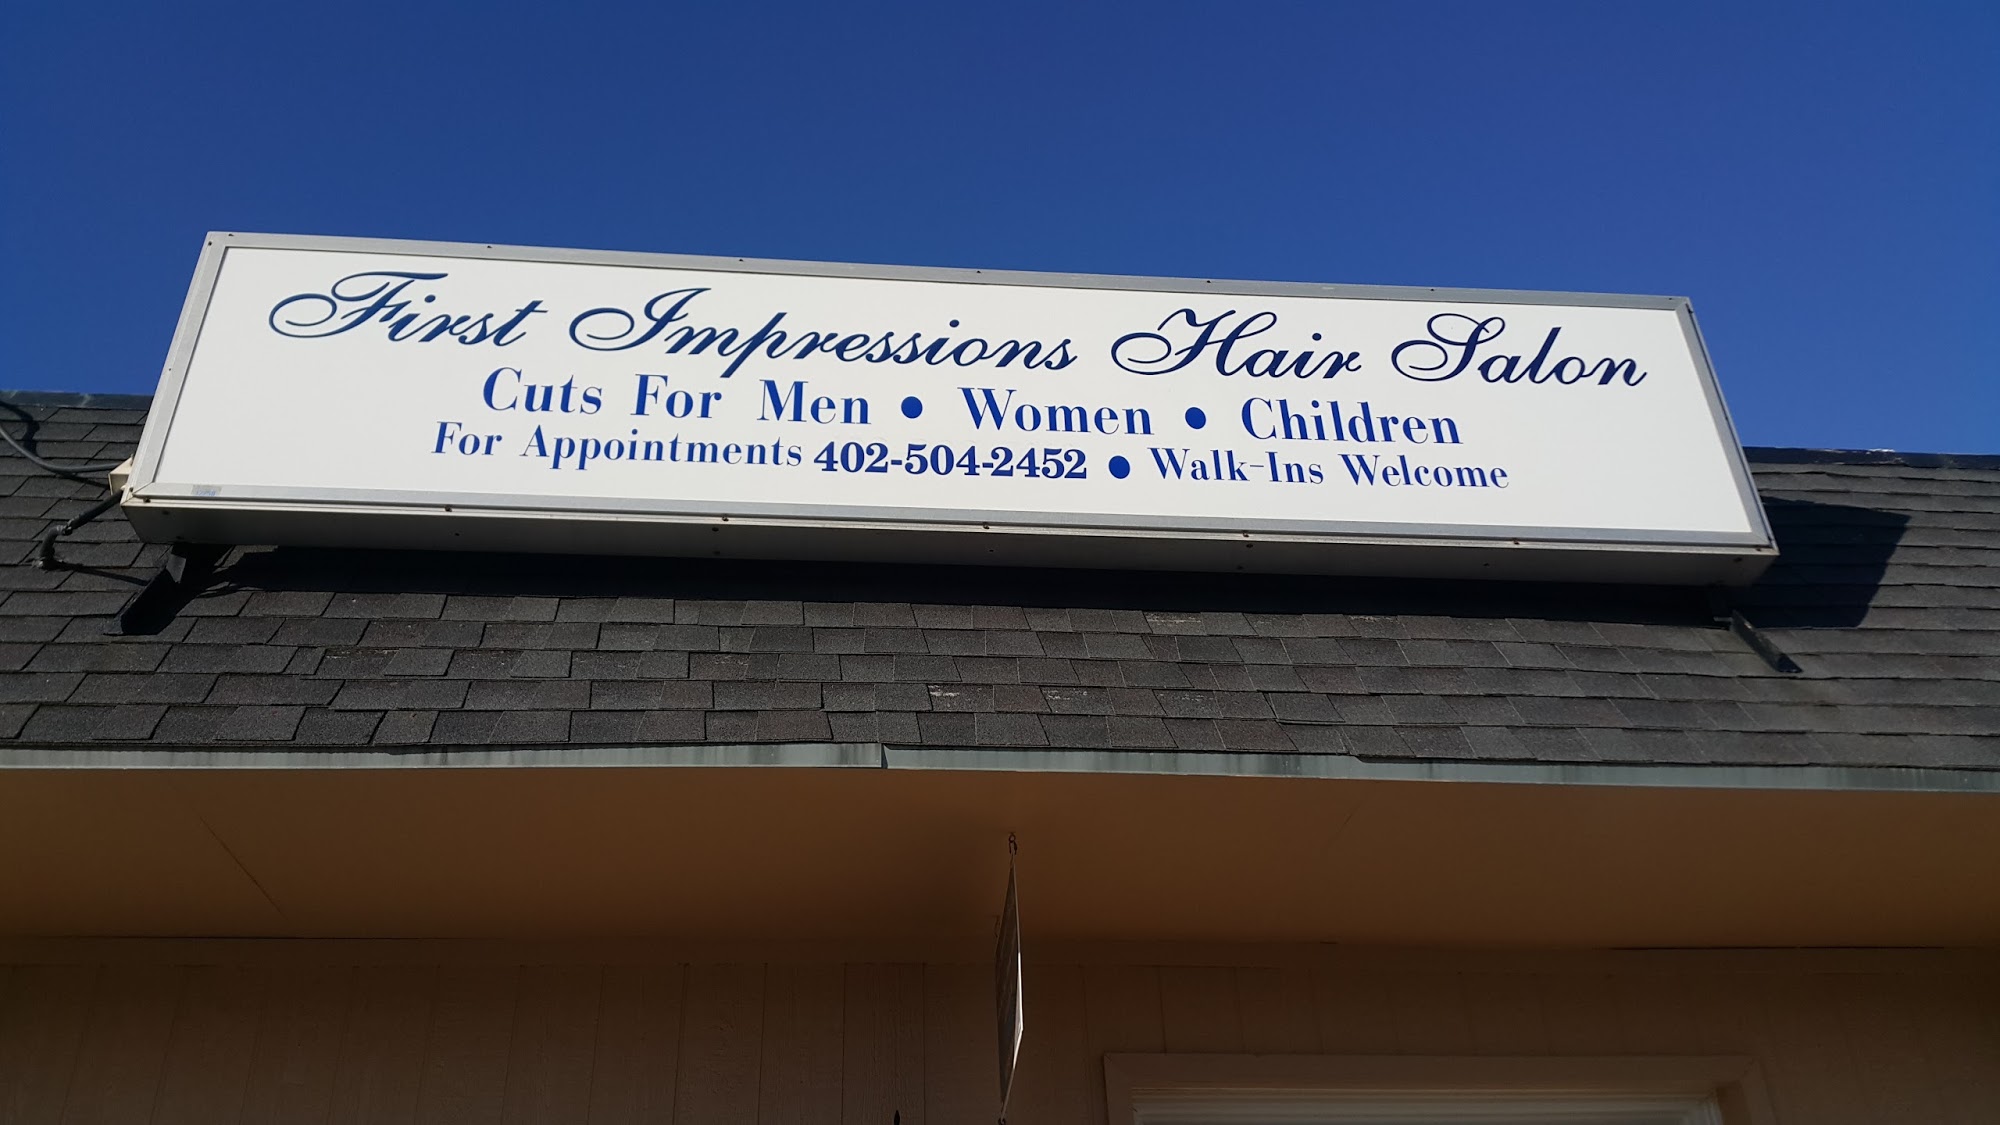 First Impressions Hair Salon
Cuts For Men • Women • Children
For Appointments 402-504-2452 • Walk-Ins Welcome